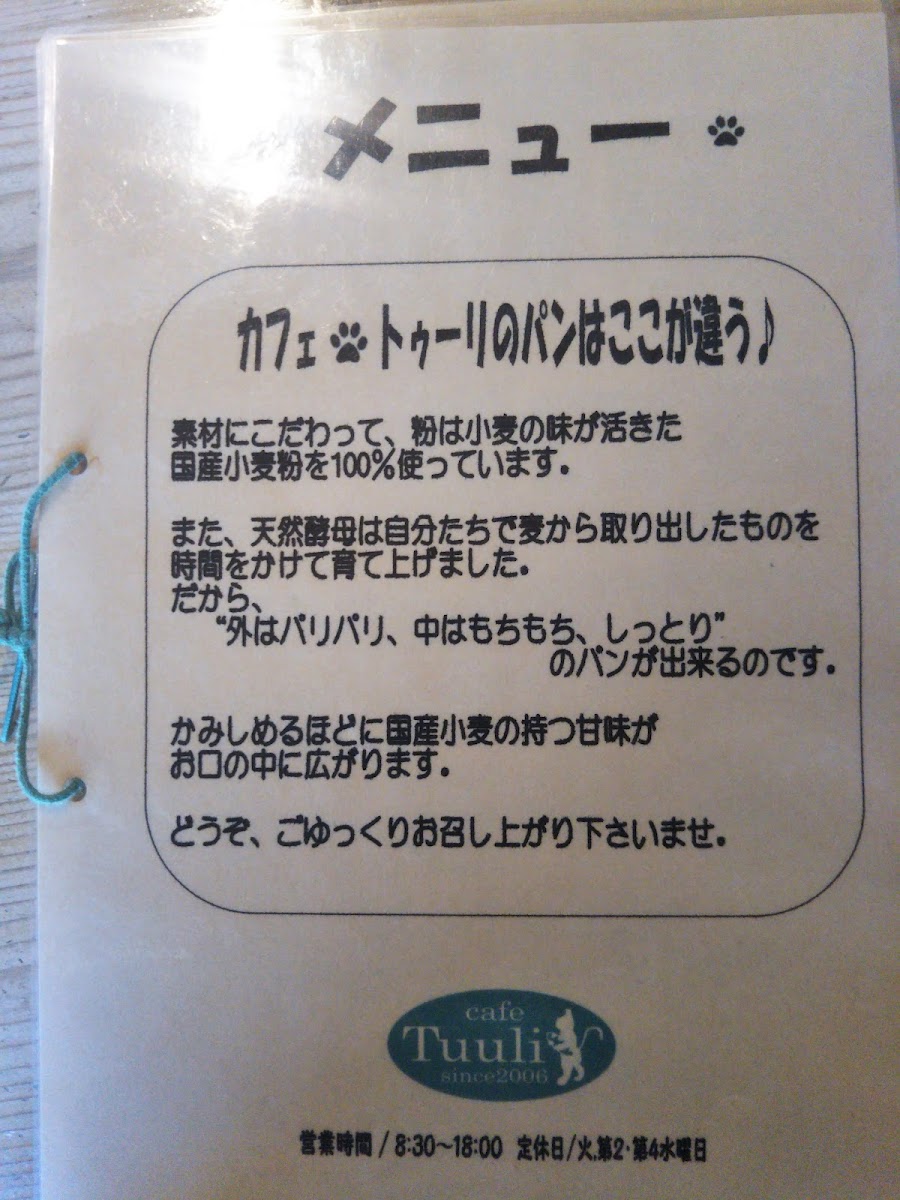 メニュー
カフェ トゥーリのパンはここが違う♪
素材にこだわって、粉は小麦の味が活きた
国産小麦粉を100%使っています.
また、天然酵母は自分たちで麦から取り出したものを
時間をかけて育て上げました.
だから、
“外はパリパリ、中はもちもち、しっとり”
のパンが出来るのです.
かみしめるほどに国産小麦の持つ甘味が
お口の中に広がります.
どうぞ、ごゆっくりお召し上がり下さいませ.
cafe
Tuuli
since2006
営業時間 / 8:30~18:00 定休日/火,第2・第4水曜日